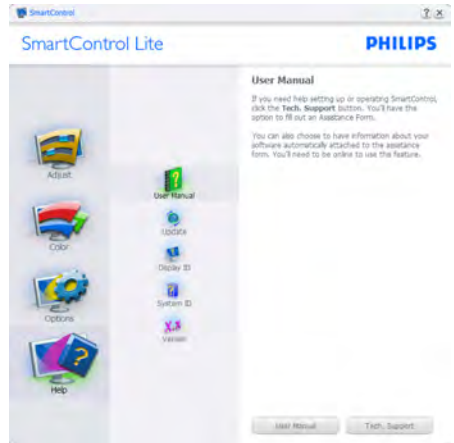 SmartControl
? X
SmartControl Lite
PHILIPS
User Manual
If you need help setting up or operating SmartControl,
click the Tech. Support button. You'll have the
option to fill out an Assistance Form.
You can also choose to have information about your
software automatically attached to the assistance
form. You'll need to be online to use the feature.
Adjust
Color
Options
Help
User Manual
Update
Display ID
System ID
X.X
Version
User Manual
Tech. Support